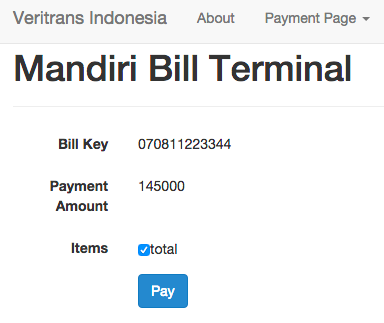 Veritrans Indonesia About Payment Page
Mandiri Bill Terminal
Bill Key 070811223344
Payment Amount 145000
Items total
Pay